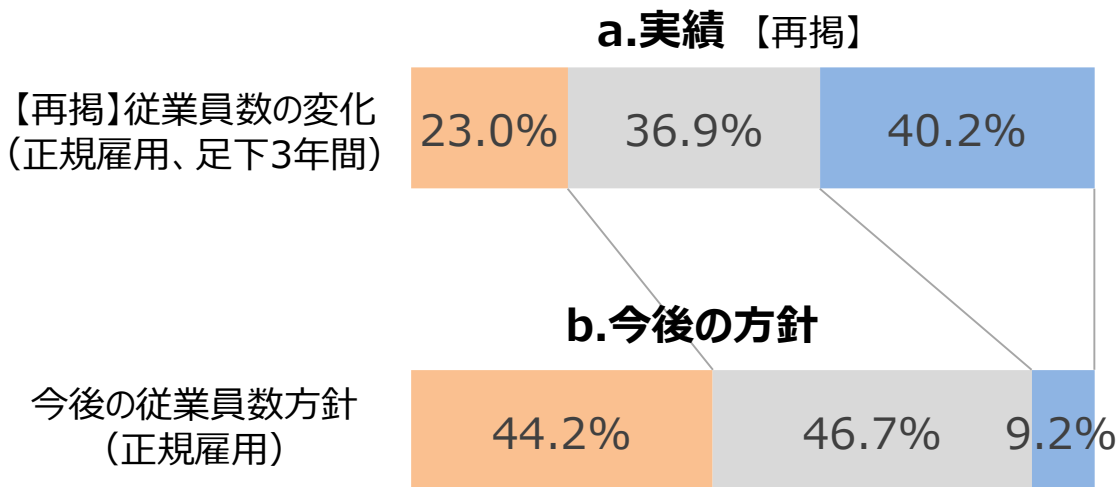 a.実績 【再掲】
【再掲】従業員数の変化
（正規雇用、足下3年間）
23.0%
36.9%
40.2%
b.今後の方針
今後の従業員数方針
（正規雇用）
44.2%
46.7%
9.2%